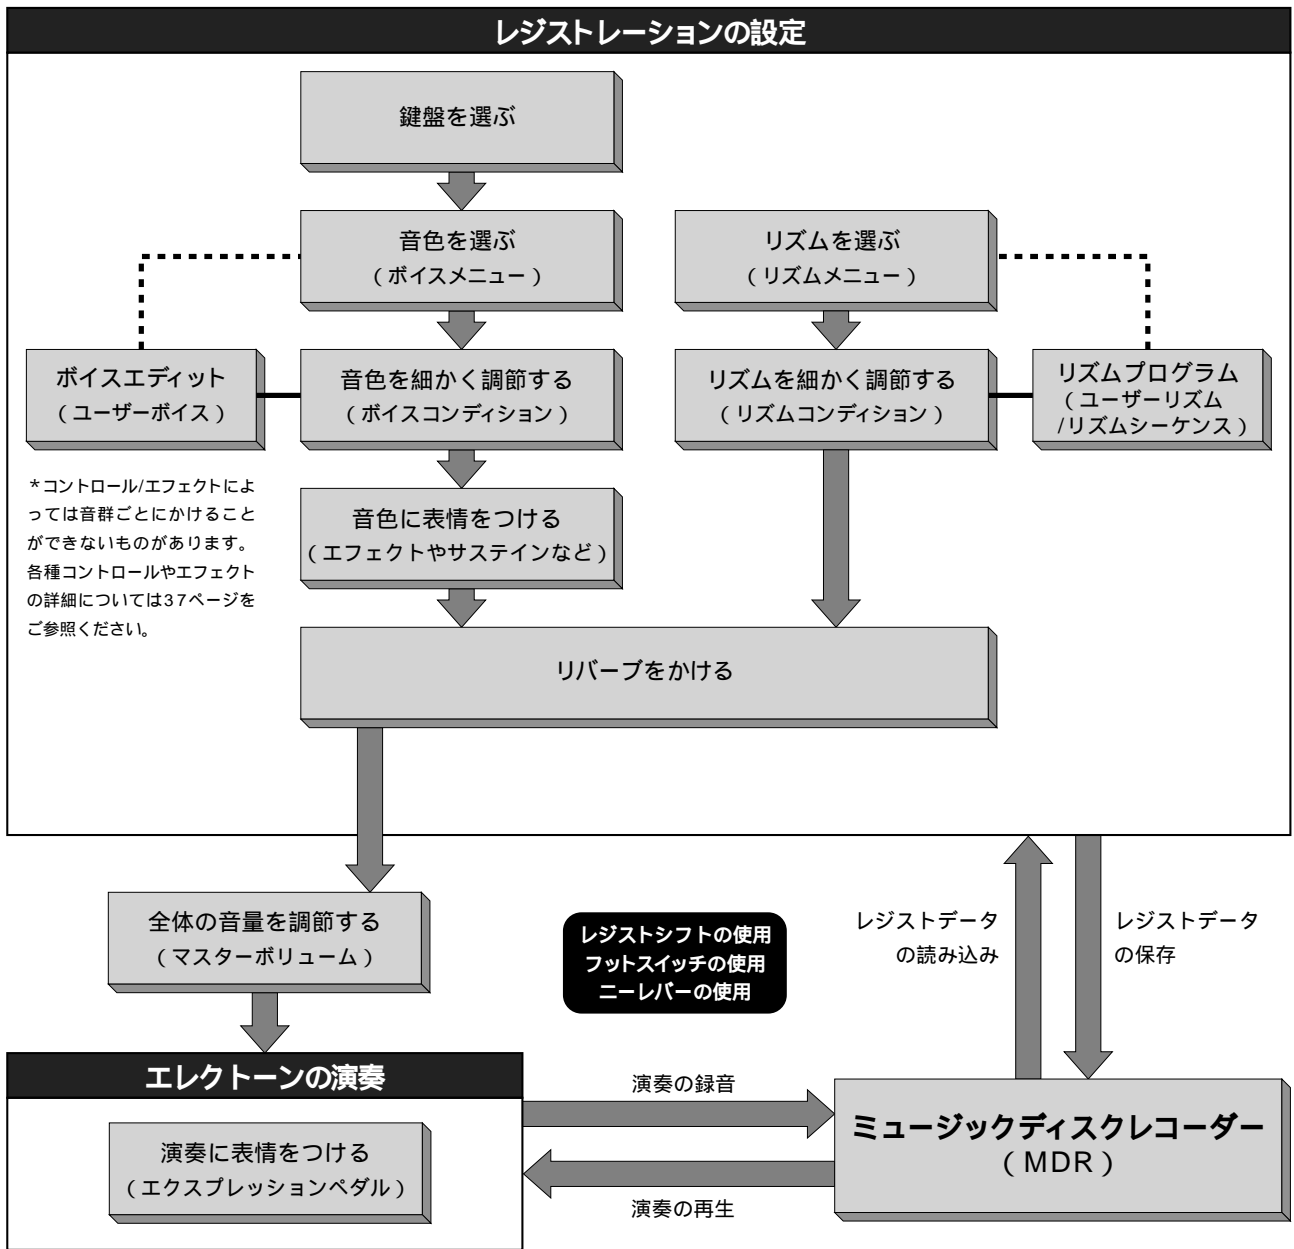 レジストレーションの設定
鍵盤を選ぶ
音色を選ぶ
（ボイスメニュー）
リズムを選ぶ
（リズムメニュー）
ボイスエディット
（ユーザーボイス）
音色を細かく調節する
（ボイスコンディション）
リズムを細かく調節する
（リズムコンディション）
リズムプログラム
（ユーザーリズム
/リズムシーケンス）
＊コントロール/エフェクトによ
っては音群ごとにかけること
ができないものがあります。
各種コントロールやエフェクト
の詳細については37ページを
ご参照ください。
音色に表情をつける
（エフェクトやサステインなど）
リバーブをかける
全体の音量を調節する
（マスターボリューム）
レジストシフトの使用
フットスイッチの使用
ニーレバーの使用
レジストデータ
の読み込み
レジストデータ
の保存
エレクトーンの演奏
演奏に表情をつける
（エクスプレッションペダル）
演奏の録音
演奏の再生
ミュージックディスクレコーダー
（MDR）